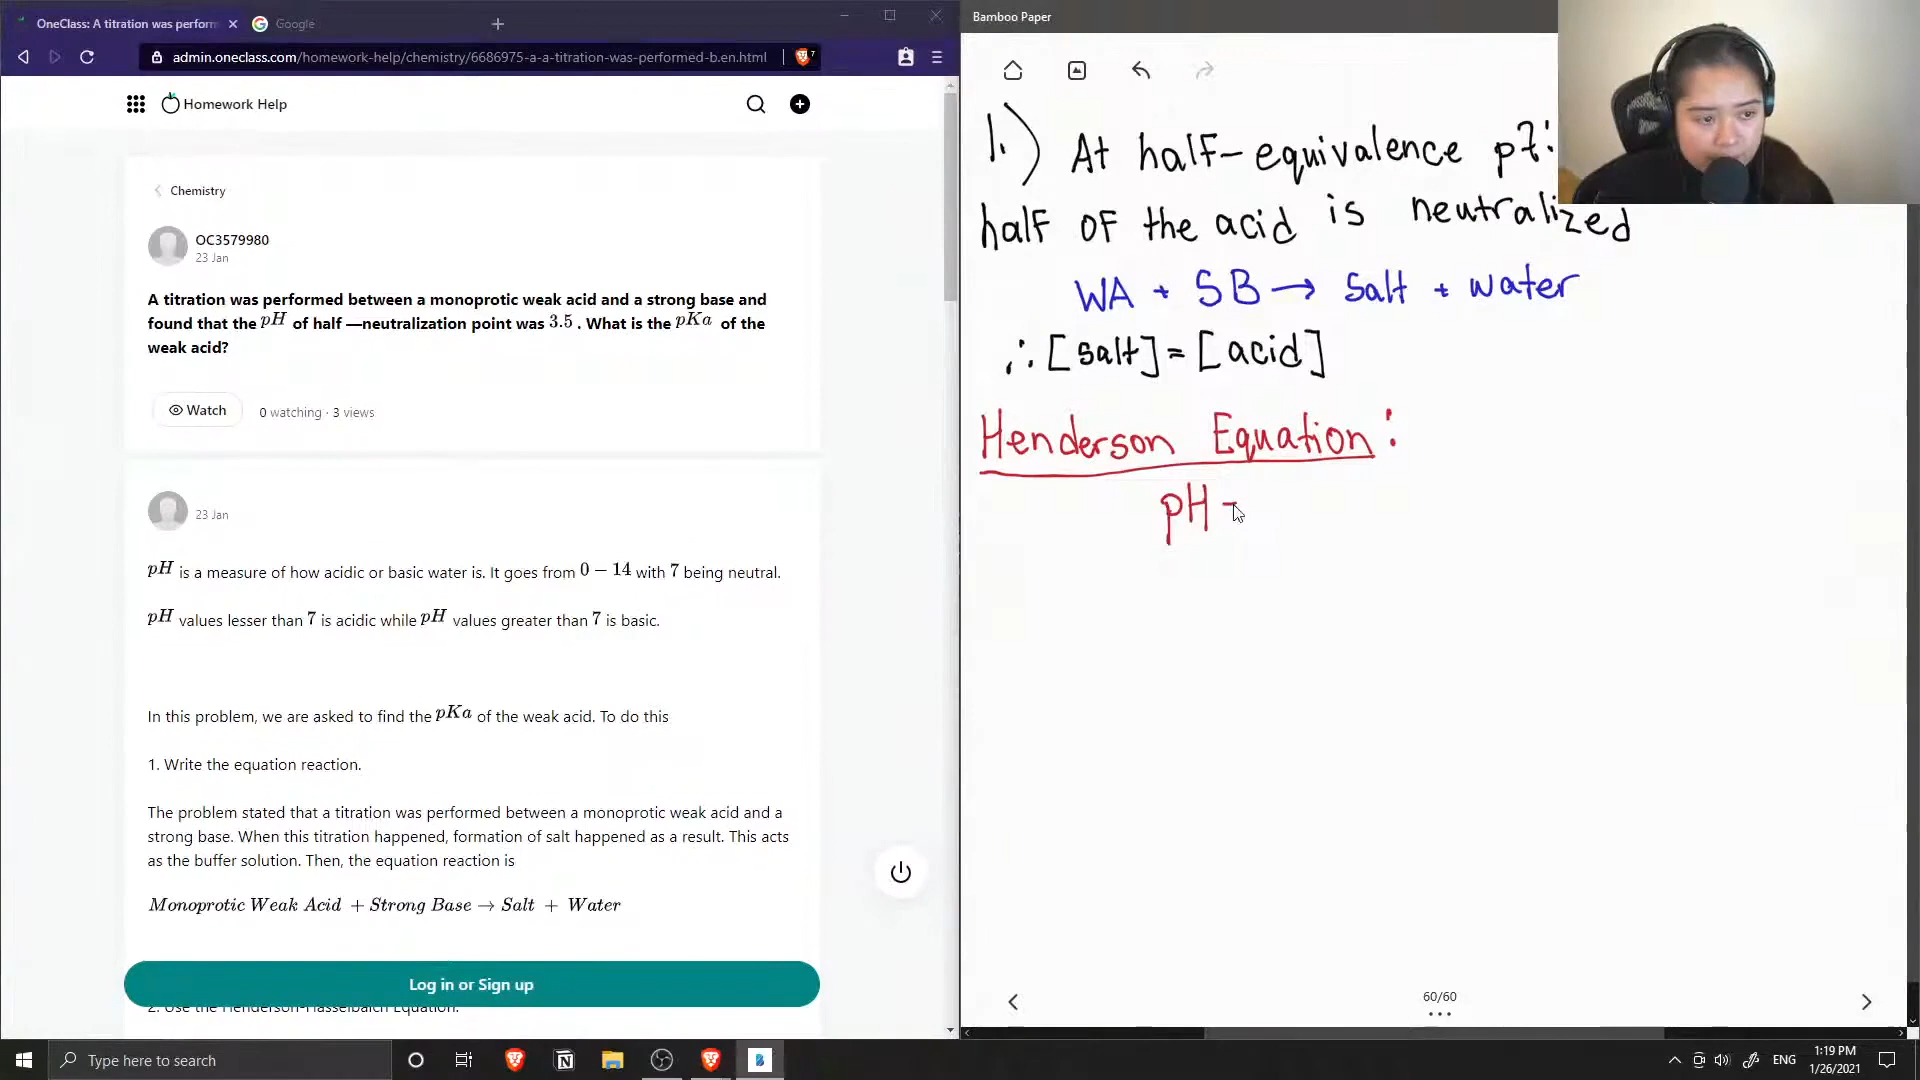 OneClass: A titration was perforn
Google
admin.oneclass.com/homework-help/chemistry/6686975-a-a-titration-was-performed-b.en.html
7
Homework Help
Chemistry
OC3579980
23 Jan
A titration was performed between a monoprotic weak acid and a strong base and
found that the pH of half —neutralization point was 3.5 . What is the pKa of the
weak acid?
Watch
0 watching · 3 views
23 Jan
pH is a measure of how acidic or basic water is. It goes from 0 − 14 with 7 being neutral.
pH values lesser than 7 is acidic while pH values greater than 7 is basic.
In this problem, we are asked to find the pKa of the weak acid. To do this
1. Write the equation reaction.
The problem stated that a titration was performed between a monoprotic weak acid and a
strong base. When this titration happened, formation of salt happened as a result. This acts
as the buffer solution. Then, the equation reaction is
Monoprotic Weak Acid + Strong Base → Salt + Water
Log in or Sign up
2. Use the Henderson-Hasselbalch Equation.
Bamboo Paper
1.) At half-equivalence pt:
half of the acid is neutralized
WA + SB → salt + water
∴ [salt] = [acid]
Henderson Equation:
pH -
60/60
Type here to search
ENG
1:19 PM
1/26/2021